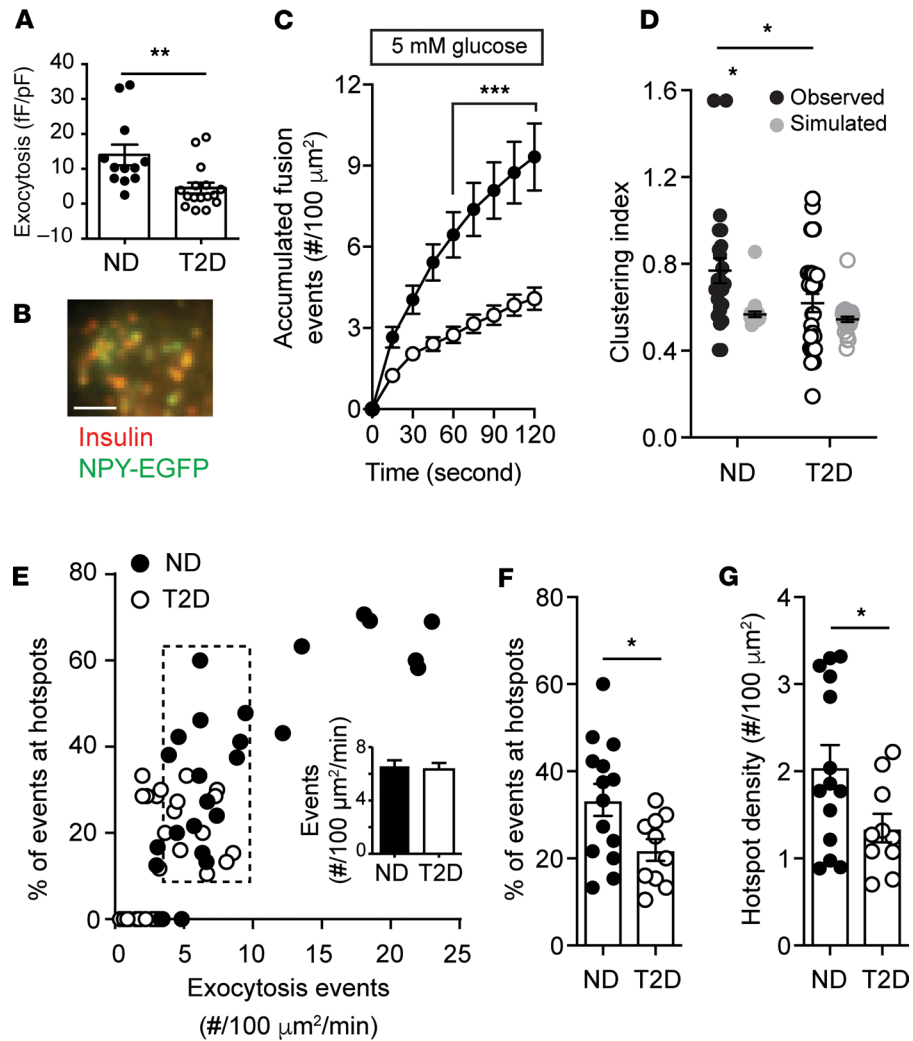 A
**
Exocytosis (fF/pF)
40
30
20
10
0
–10
ND
T2D
B
Insulin
NPY-EGFP
C
5 mM glucose
***
Accumulated fusion
events (#/100 μm²)
12
9
6
3
0
0 30 60 90 120
Time (second)
D
*
*
Observed
Simulated
Clustering index
1.6
1.2
0.8
0.4
0.0
ND
T2D
E
ND
T2D
% of events at hotspots
80
60
40
20
0
0 5 10 15 20 25
Exocytosis events
(#/100 μm²/min)
Events
(#/100 μm²/min)
8
6
4
2
0
ND
T2D
F
*
% of events at hotspots
80
60
40
20
0
ND
T2D
G
*
Hotspot density (#/100 μm²)
4
3
2
1
0
ND
T2D